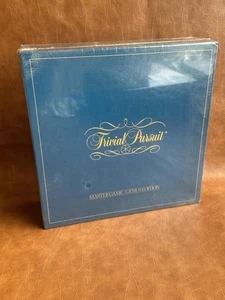 Trivial Pursuit
MASTER GAME GENUS EDITION